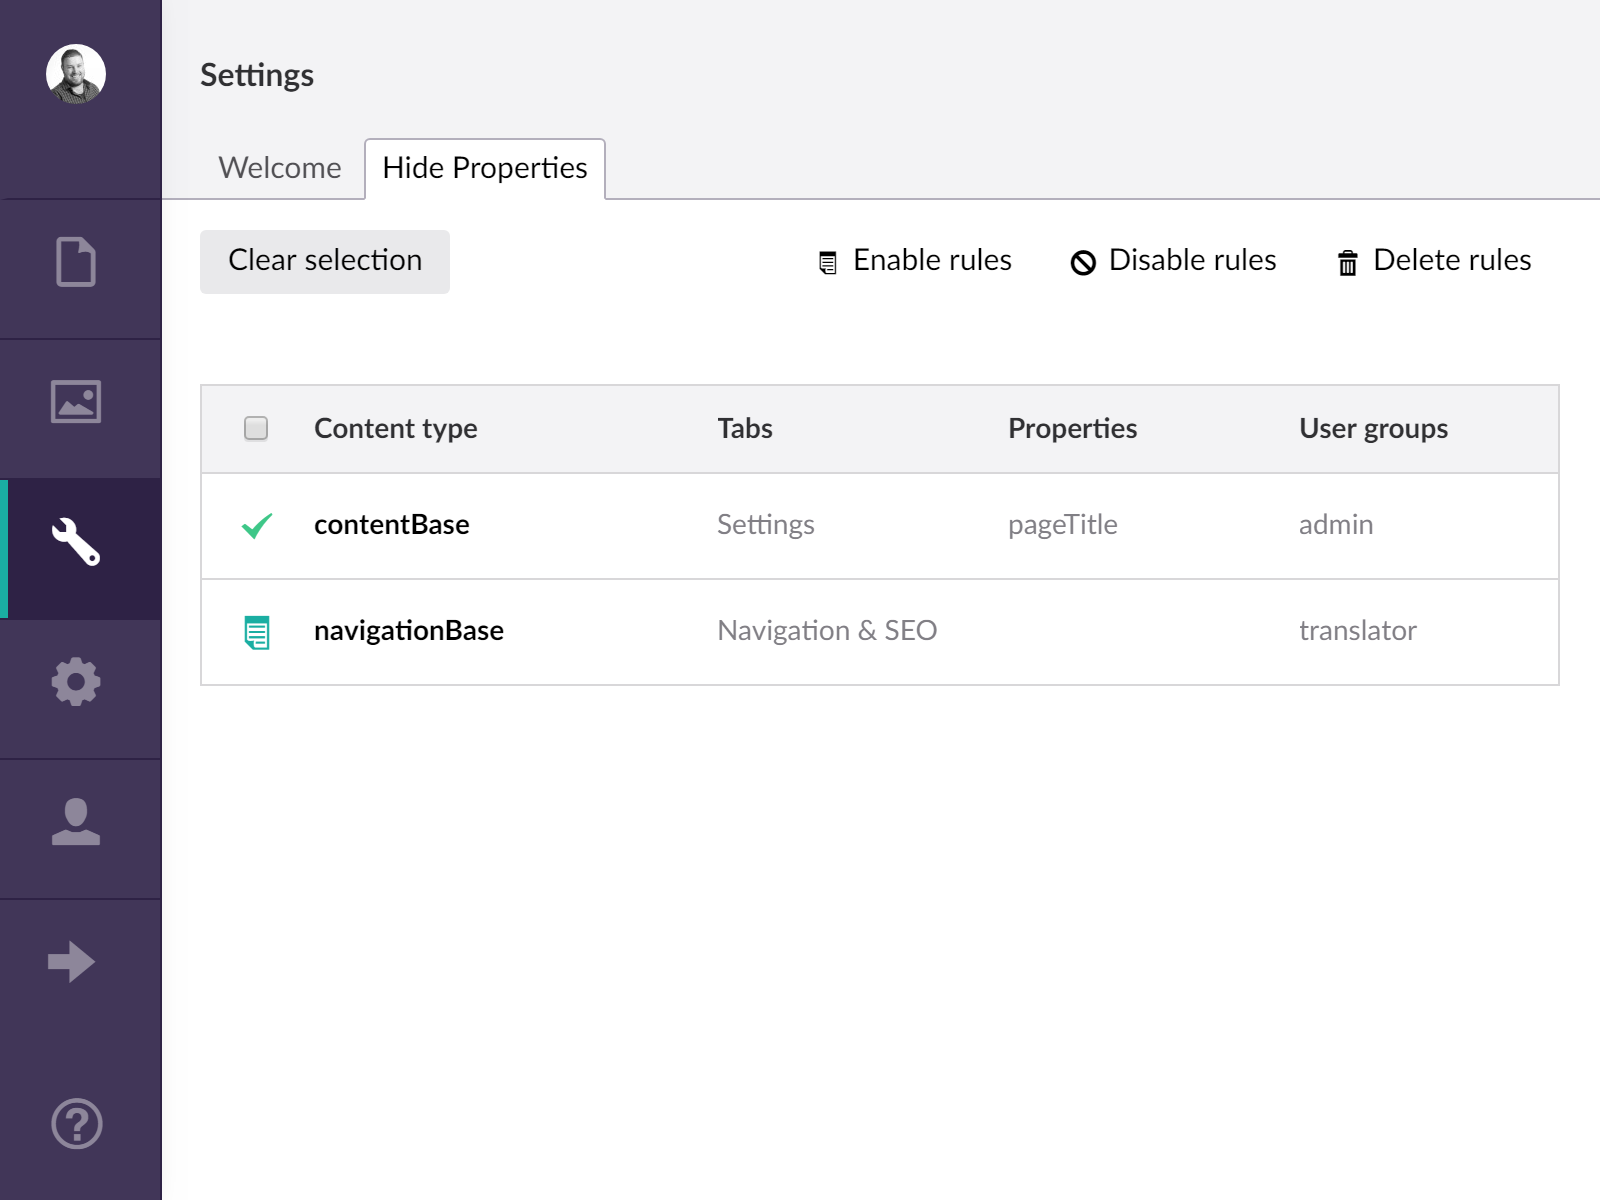 Settings
Welcome Hide Properties
Clear selection Enable rules Disable rules Delete rules
Content type Tabs Properties User groups
contentBase Settings pageTitle admin
navigationBase Navigation & SEO translator